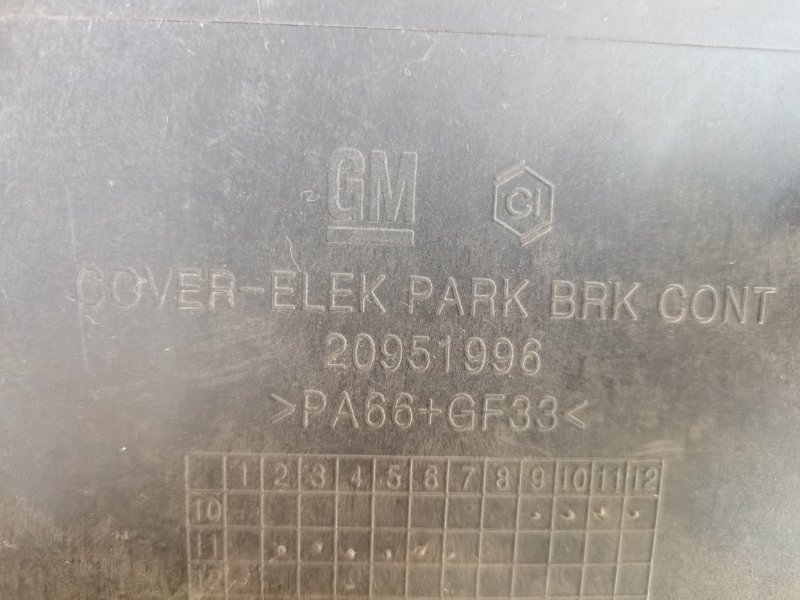 GM GI
COVER-ELEK PARK BRK CONT
20951996
>PA66+GF33<
1 2 3 4 5 6 7 8 9 10 11 12
10
11
12